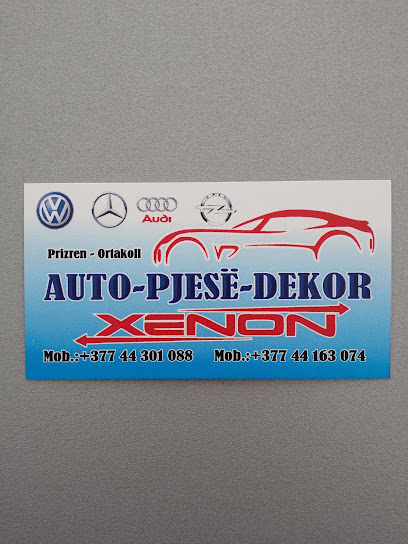 Audi
Prizren - Ortakoll
AUTO-PJESË-DEKOR
XENON
Mob.:+377 44 301 088 Mob.:+377 44 163 074